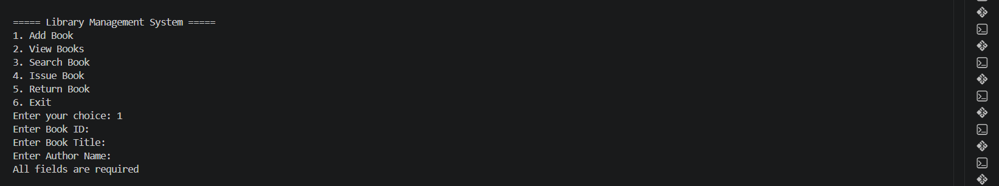 ===== Library Management System =====
1. Add Book
2. View Books
3. Search Book
4. Issue Book
5. Return Book
6. Exit
Enter your choice: 1
Enter Book ID:
Enter Book Title:
Enter Author Name:
All fields are required